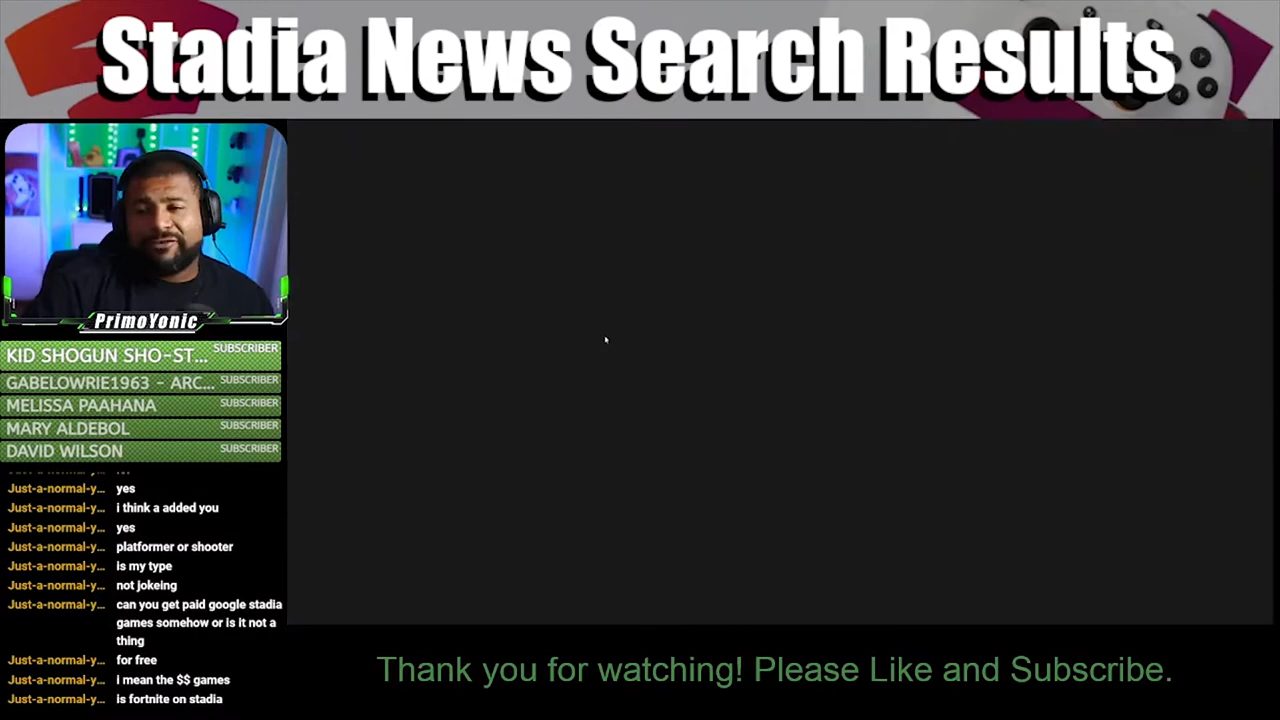 Stadia News Search Results
PrimoYonic
KID SHOGUN SHO-ST... SUBSCRIBER
GABELOWRIE1963 - ARC... SUBSCRIBER
MELISSA PAAHANA SUBSCRIBER
MARY ALDEBOL SUBSCRIBER
DAVID WILSON SUBSCRIBER
Just-a-normal-y... yes
Just-a-normal-y... i think a added you
Just-a-normal-y... yes
Just-a-normal-y... platformer or shooter
Just-a-normal-y... is my type
Just-a-normal-y... not jokeing
Just-a-normal-y... can you get paid google stadia
games somehow or is it not a
thing
Just-a-normal-y... for free
Just-a-normal-y... i mean the $$ games
Just-a-normal-y... is fortnite on stadia
Thank you for watching! Please Like and Subscribe.